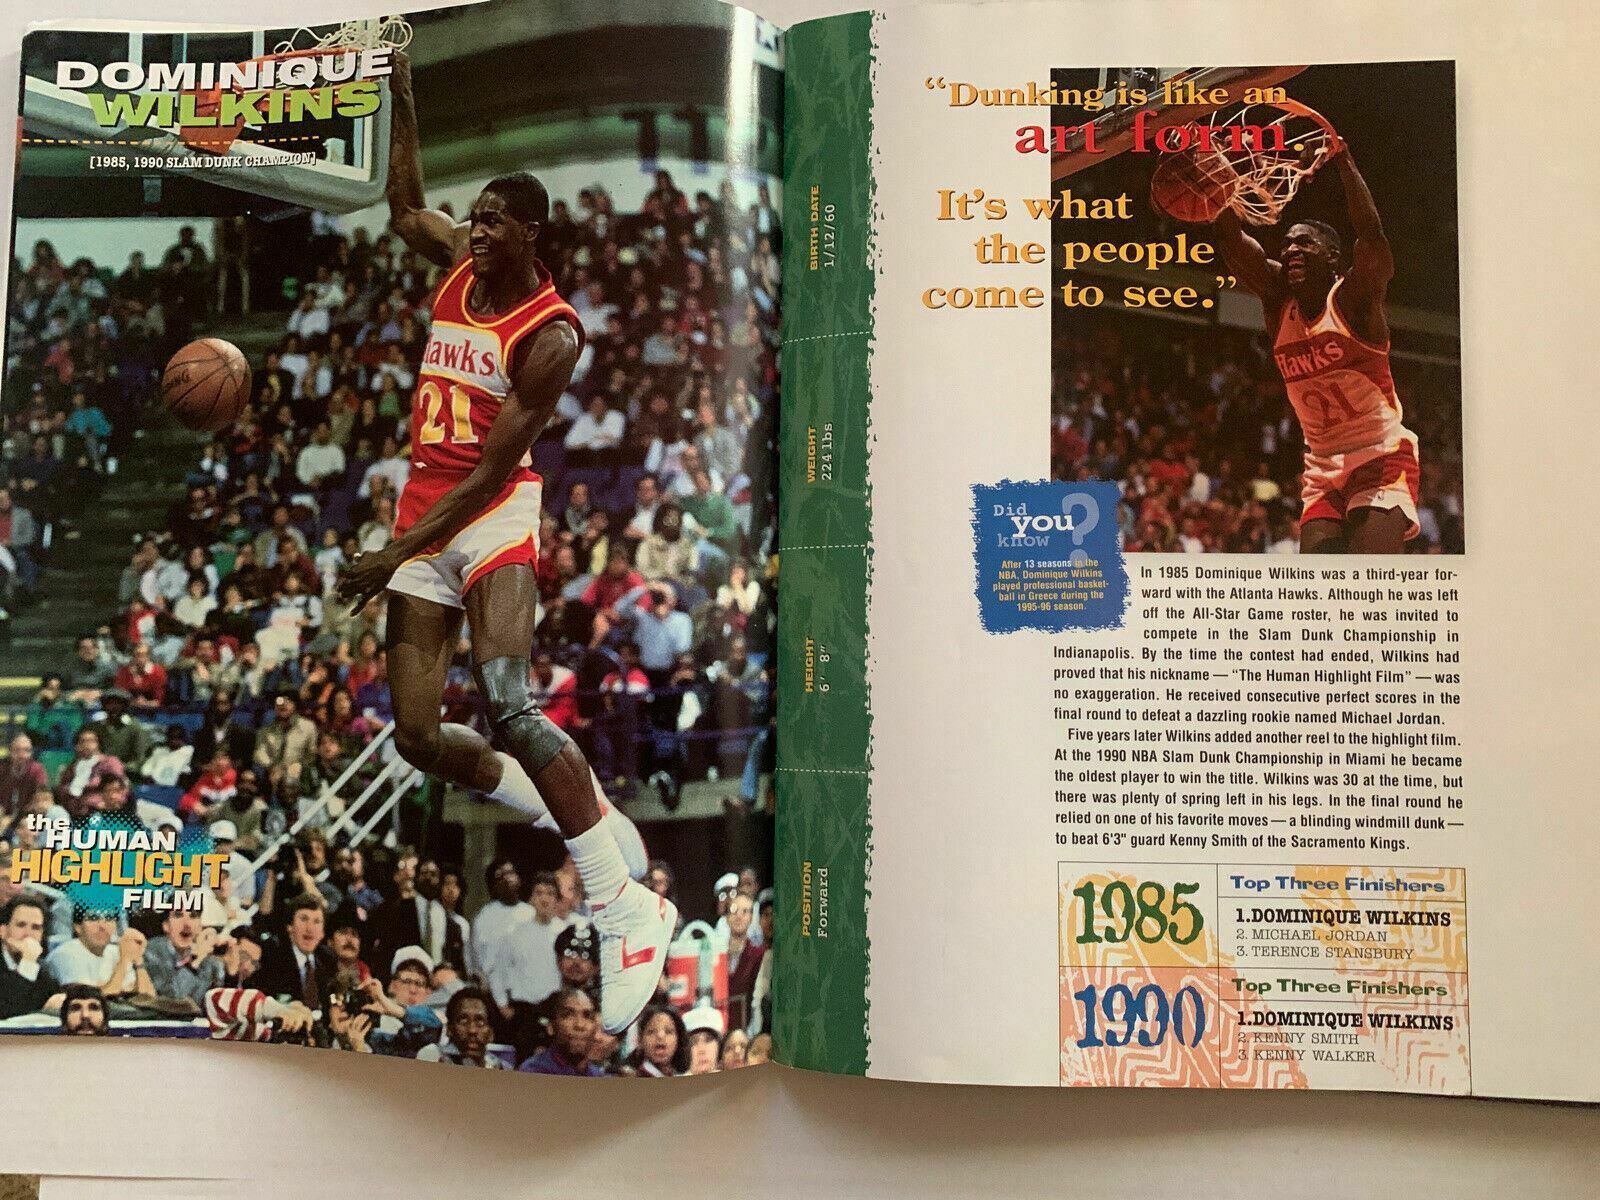 DOMINIQUE
WILKINS
[1985, 1990 SLAM DUNK CHAMPION]
11
Hawks
21
the
HUMAN
HIGHLIGHT
FILM
BIRTH DATE
1/12/60
WEIGHT
224 lbs
HEIGHT
6' 8"
POSITION
Forward
“Dunking is like an
art form.
It’s what
the people
come to see.”
Hawks
21
Did
you
know
?
After 13 seasons in the
NBA, Dominique Wilkins
played professional basket-
ball in Greece during the
1995-96 season.
In 1985 Dominique Wilkins was a third-year for-
ward with the Atlanta Hawks. Although he was left
off the All-Star Game roster, he was invited to
compete in the Slam Dunk Championship in
Indianapolis. By the time the contest had ended, Wilkins had
proved that his nickname — “The Human Highlight Film” — was
no exaggeration. He received consecutive perfect scores in the
final round to defeat a dazzling rookie named Michael Jordan.
Five years later Wilkins added another reel to the highlight film.
At the 1990 NBA Slam Dunk Championship in Miami he became
the oldest player to win the title. Wilkins was 30 at the time, but
there was plenty of spring left in his legs. In the final round he
relied on one of his favorite moves — a blinding windmill dunk —
to beat 6'3" guard Kenny Smith of the Sacramento Kings.
1985
Top Three Finishers
1.DOMINIQUE WILKINS
2. MICHAEL JORDAN
3. TERENCE STANSBURY
1990
Top Three Finishers
1.DOMINIQUE WILKINS
2. KENNY SMITH
3. KENNY WALKER